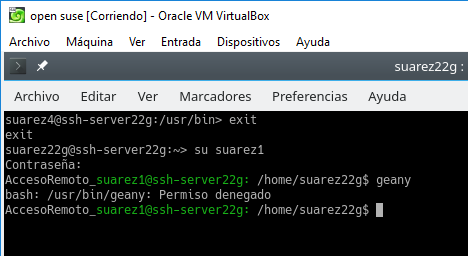 open suse [Corriendo] - Oracle VM VirtualBox
Archivo Máquina Ver Entrada Dispositivos Ayuda
suarez22g :
Archivo Editar Ver Marcadores Preferencias Ayuda
suarez4@ssh-server22g:/usr/bin> exit
exit
suarez22g@ssh-server22g:~> su suarez1
Contraseña:
AccesoRemoto_suarez1@ssh-server22g: /home/suarez22g$ geany
bash: /usr/bin/geany: Permiso denegado
AccesoRemoto_suarez1@ssh-server22g: /home/suarez22g$